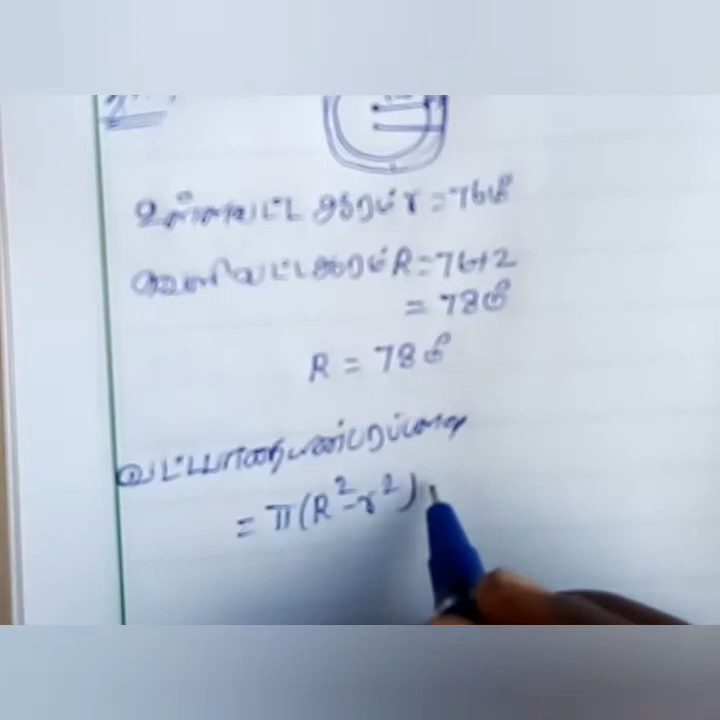 உள்வட்ட ஆரம் r = 76மீ
வெளிவட்ட ஆரம் R = 76+2
= 78மீ
R = 78மீ
வட்டபாதையின் பரப்பளவு
= π(R²-r²)